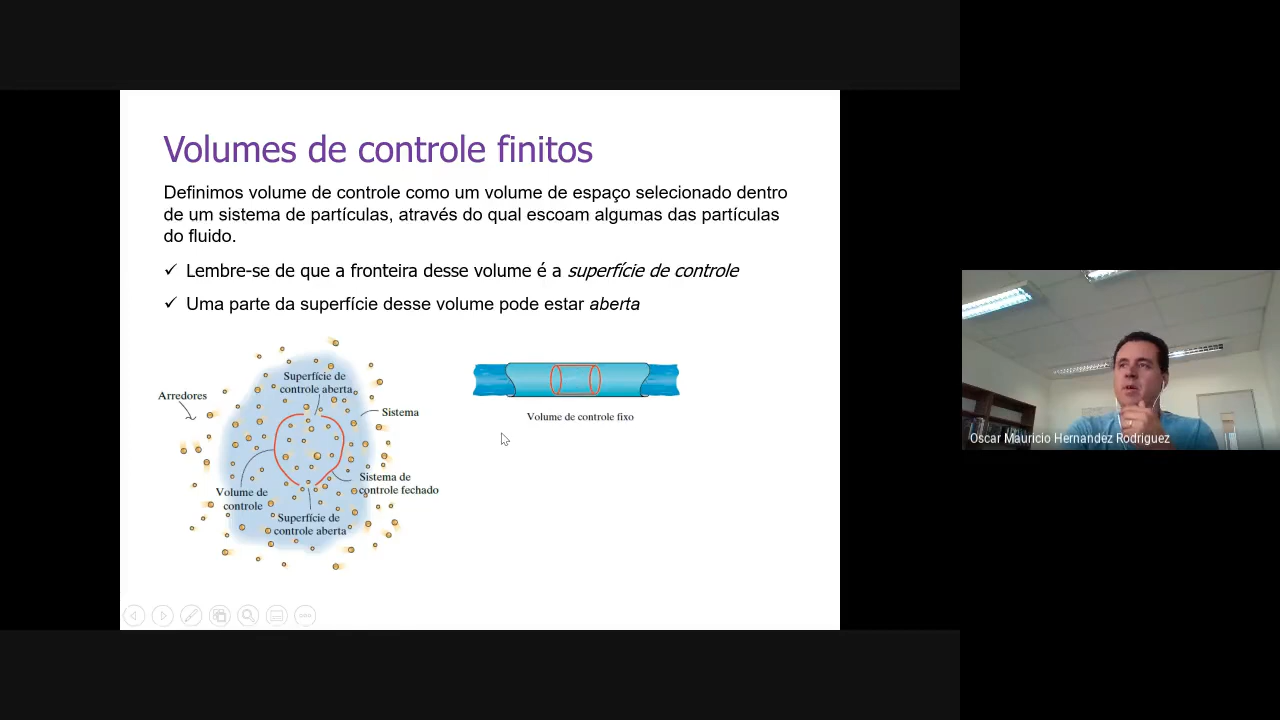 Volumes de controle finitos
Definimos volume de controle como um volume de espaço selecionado dentro
de um sistema de partículas, através do qual escoam algumas das partículas
do fluido.
✓ Lembre-se de que a fronteira desse volume é a superfície de controle
✓ Uma parte da superfície desse volume pode estar aberta
Superfície de
controle aberta
Arredores
Sistema
Sistema de
controle fechado
Volume de
controle
Superfície de
controle aberta
Volume de controle fixo
Oscar Mauricio Hernandez Rodriguez